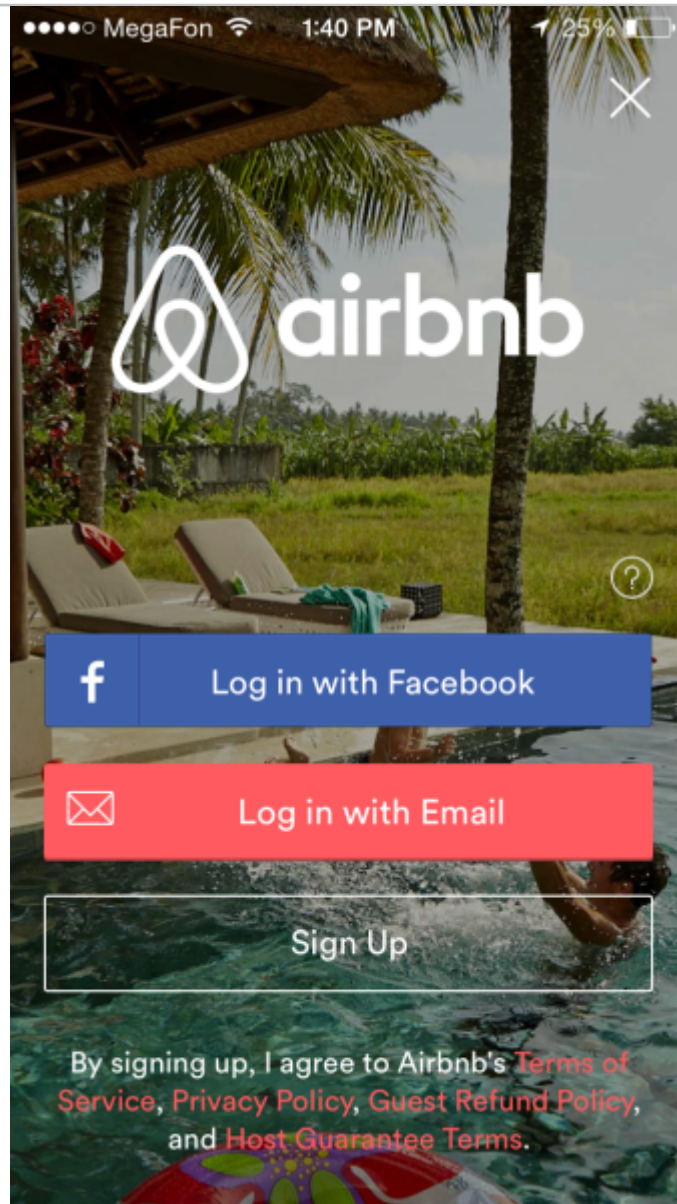 MegaFon 1:40 PM 25%
airbnb
?
f Log in with Facebook
Log in with Email
Sign Up
By signing up, I agree to Airbnb's Terms of
Service, Privacy Policy, Guest Refund Policy,
and Host Guarantee Terms.